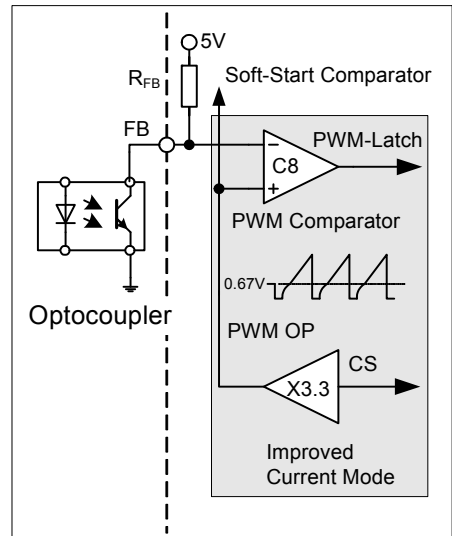 5V
RFB
Soft-Start Comparator
FB
PWM-Latch
−
C8
+
PWM Comparator
0.67V
Optocoupler
PWM OP
CS
X3.3
Improved
Current Mode